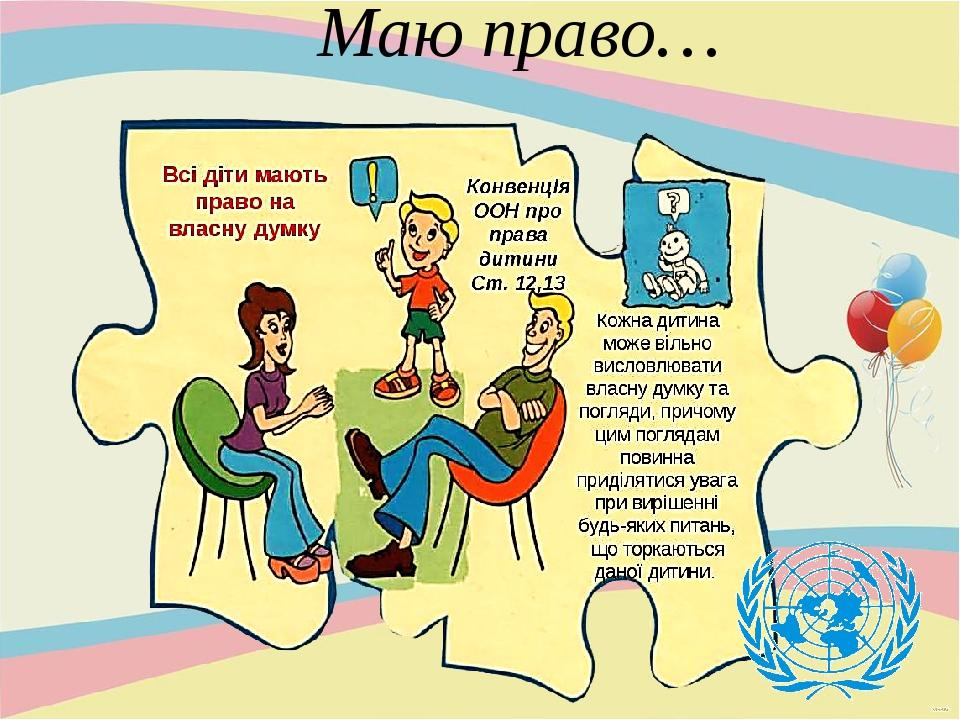 Маю право…
Всі діти мають
право на
власну думку
Конвенція
ООН про
права
дитини
Ст. 12,13
Кожна дитина
може вільно
висловлювати
власну думку та
погляди, причому
цим поглядам
повинна
приділятися увага
при вирішенні
будь-яких питань,
що торкаються
даної дитини.